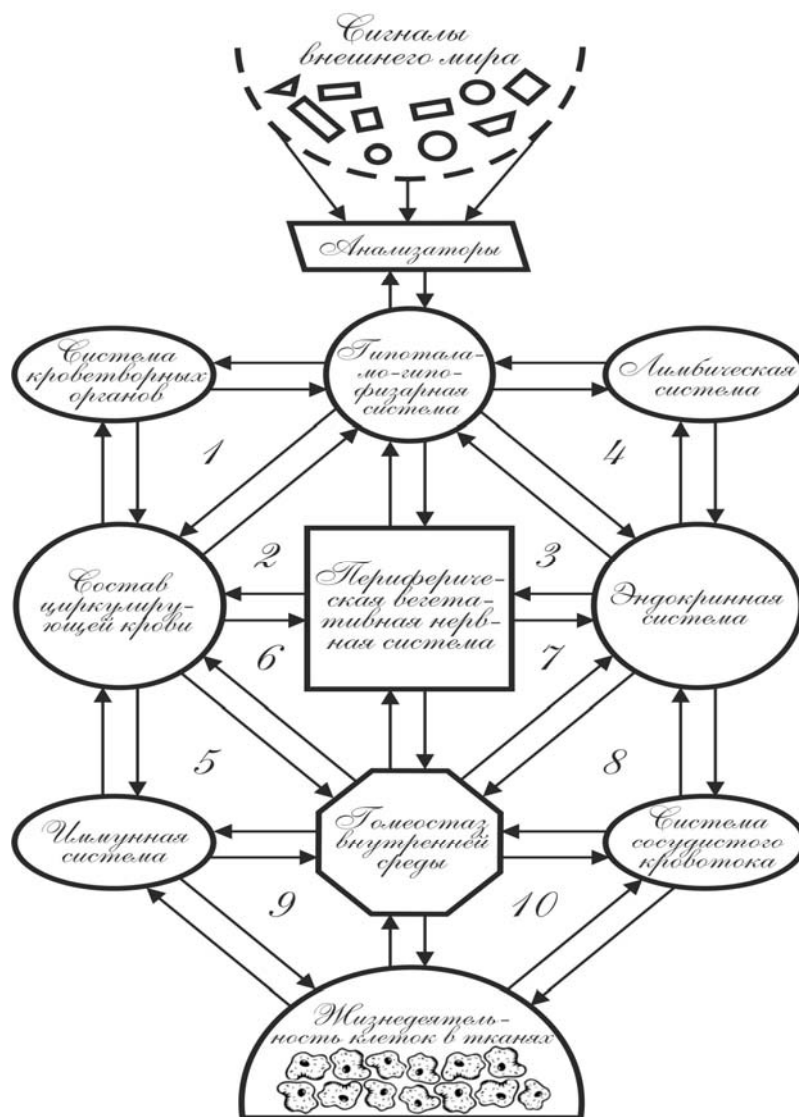 Сигналы
внешнего мира
Анализаторы
Система
кроветворных
органов
Гипотала-
мо-гипо-
физарная
система
Лимбическая
система
1
4
2
3
Состав
циркулиру-
ющей крови
Перифериче-
ская вегет-
ативная нерв-
ная система
Эндокринная
система
6
7
5
8
Иммунная
система
Гомеостаз
внутренней
среды
Система
сосудистого
кровотока
9
10
Жизнедеятель-
ность клеток в тканях